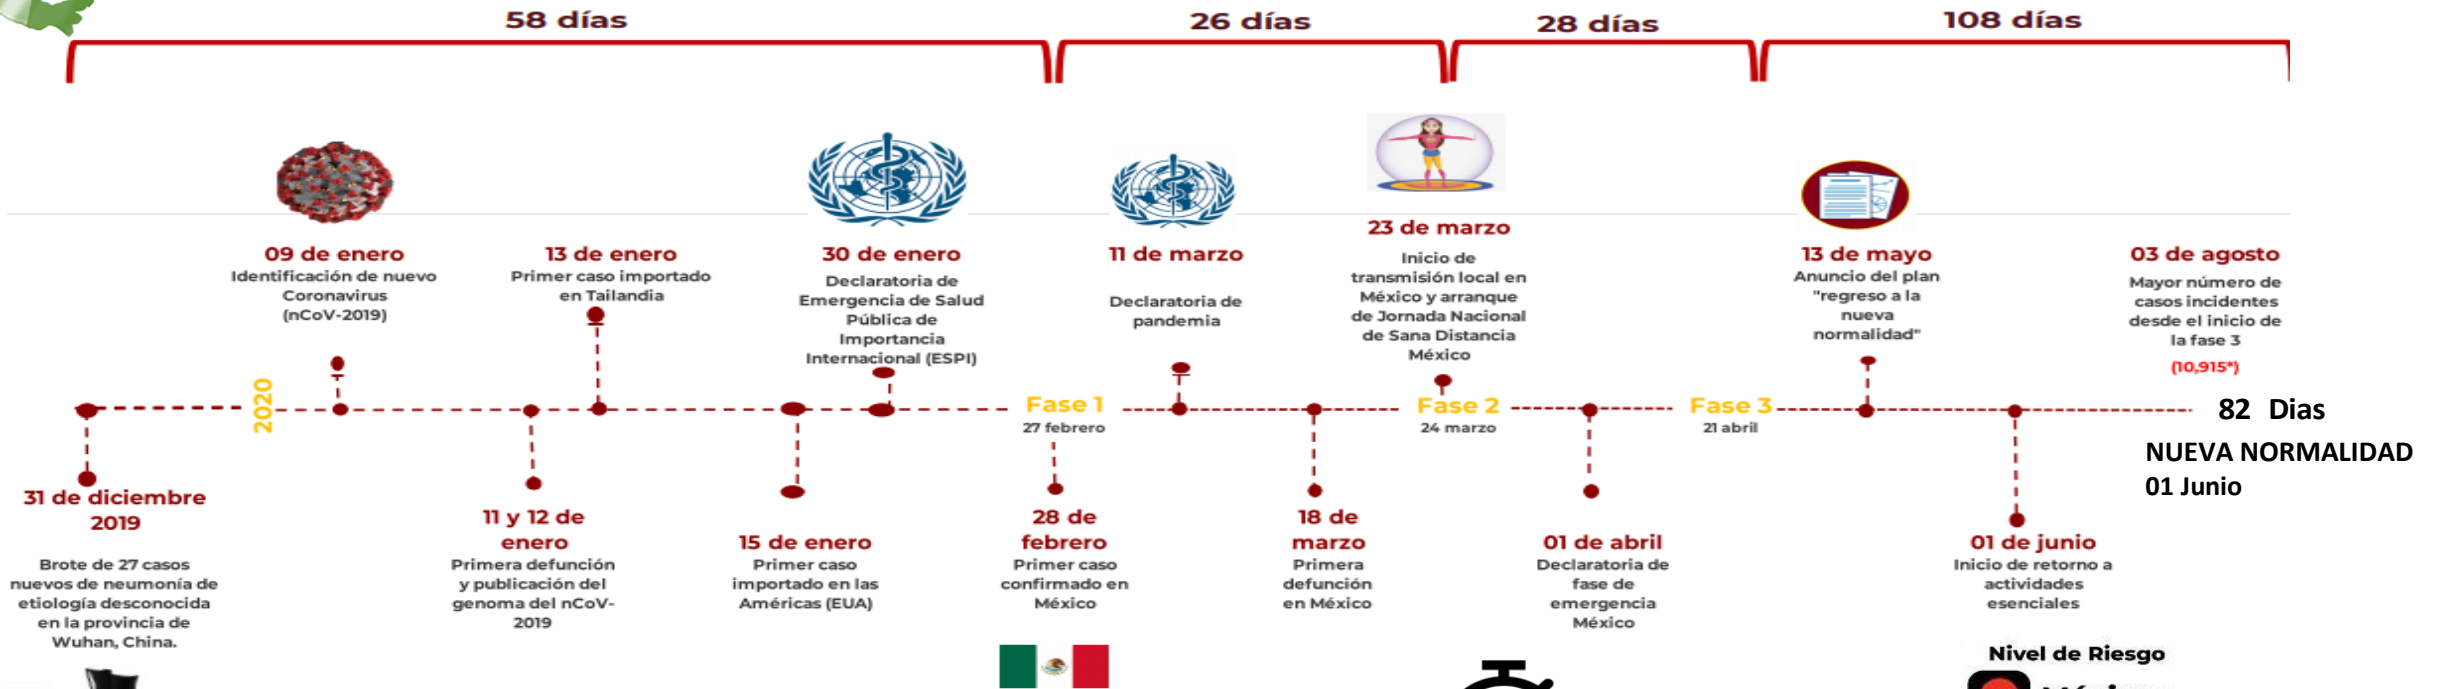 58 días
26 días
28 días
108 días
09 de enero
Identificación de nuevo
Coronavirus
(nCoV-2019)
13 de enero
Primer caso importado
en Tailandia
30 de enero
Declaratoria de
Emergencia de Salud
Pública de
Importancia
Internacional (ESPI)
11 de marzo
Declaratoria de
pandemia
23 de marzo
Inicio de
transmisión local en
México y arranque
de Jornada Nacional
de Sana Distancia
México
13 de mayo
Anuncio del plan
"regreso a la
nueva
normalidad"
03 de agosto
Mayor número de
casos incidentes
desde el inicio de
la fase 3
(10,915*)
2020
Fase 1
27 febrero
Fase 2
24 marzo
Fase 3
21 abril
82 Dias
NUEVA NORMALIDAD
01 Junio
31 de diciembre
2019
Brote de 27 casos
nuevos de neumonía de
etiología desconocida
en la provincia de
Wuhan, China.
11 y 12 de
enero
Primera defunción
y publicación del
genoma del nCoV-
2019
15 de enero
Primer caso
importado en las
Américas (EUA)
28 de
febrero
Primer caso
confirmado en
México
18 de
marzo
Primera
defunción
en México
01 de abril
Declaratoria de
fase de
emergencia
México
01 de junio
Inicio de retorno a
actividades
esenciales
Nivel de Riesgo